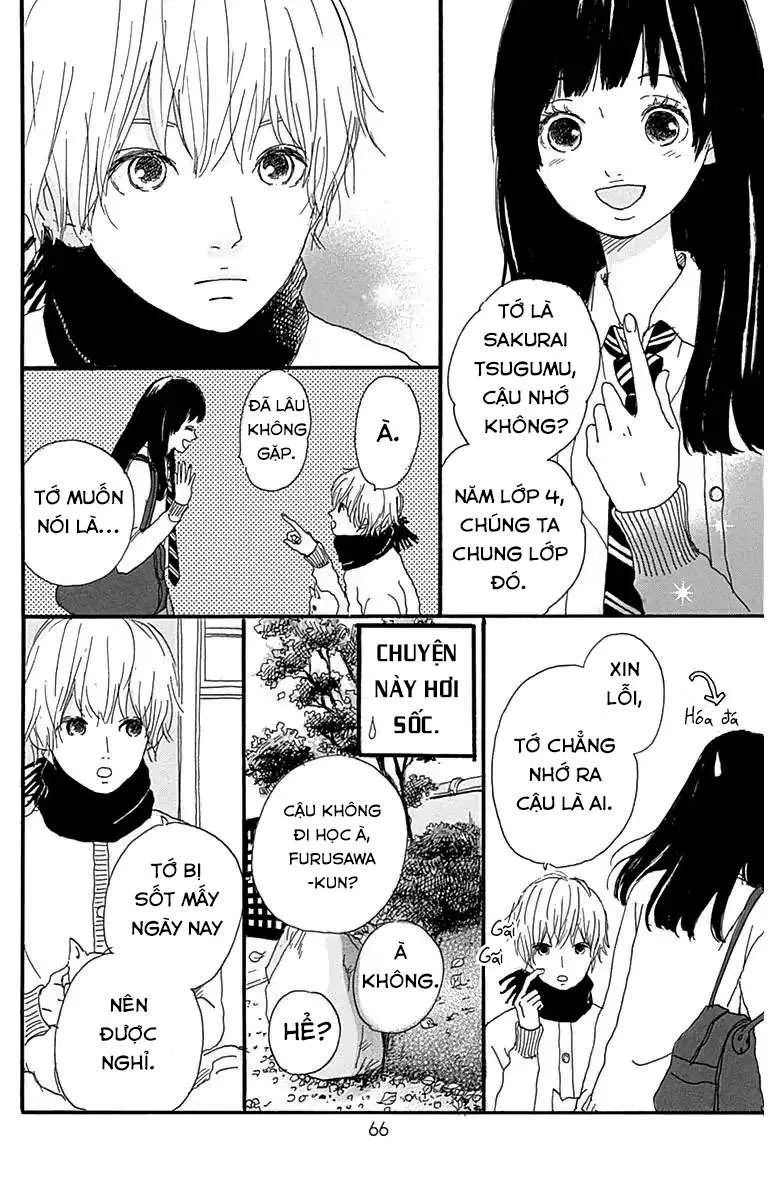 TỚ LÀ
SAKURAI
TSUGUMU,
CẬU NHỚ
KHÔNG?
NĂM LỚP 4,
CHÚNG TA
CHUNG LỚP
ĐÓ.
À.
ĐÃ LÂU
KHÔNG
GẶP.
TỚ MUỐN
NÓI LÀ...
XIN
LỖI,
TỚ CHẲNG
NHỚ RA
CẬU LÀ AI.
Hóa đá
Gãi
Gãi
CHUYỆN
NÀY HƠI
SỐC.
CẬU KHÔNG
ĐI HỌC À,
FURUSAWA
-KUN?
À
KHÔNG.
HỂ?
TỚ BỊ
SỐT MẤY
NGÀY NAY
NÊN
ĐƯỢC
NGHỈ.
66